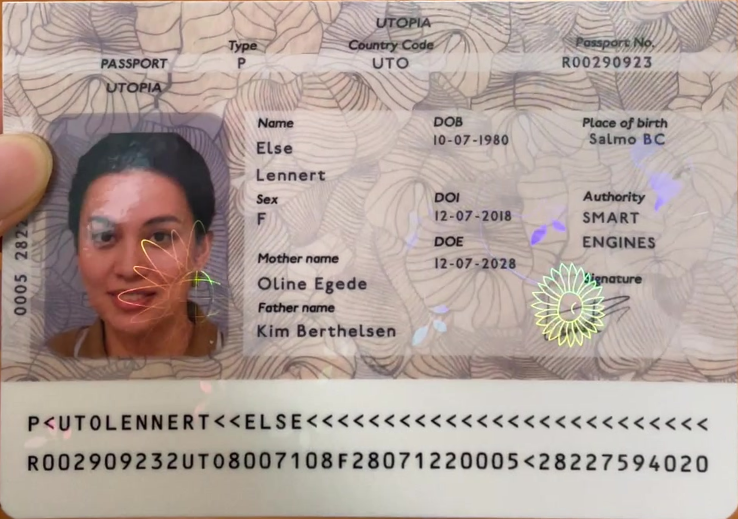 UTOPIA
PASSPORT
UTOPIA
Type
P
Country Code
UTO
Passport No.
R00290923
Name
Else
Lennert
Sex
F
Mother name
Oline Egede
Father name
Kim Berthelsen
DOB
10-07-1980
DOI
12-07-2018
DOE
12-07-2028
Place of birth
Salmo BC
Authority
SMART
ENGINES
Signature
0005 282
P<UTOLENNERT<<ELSE<<<<<<<<<<<<<<<<<<<<<<<<<<
R002909232UTO8007108F28071220005<28227594020